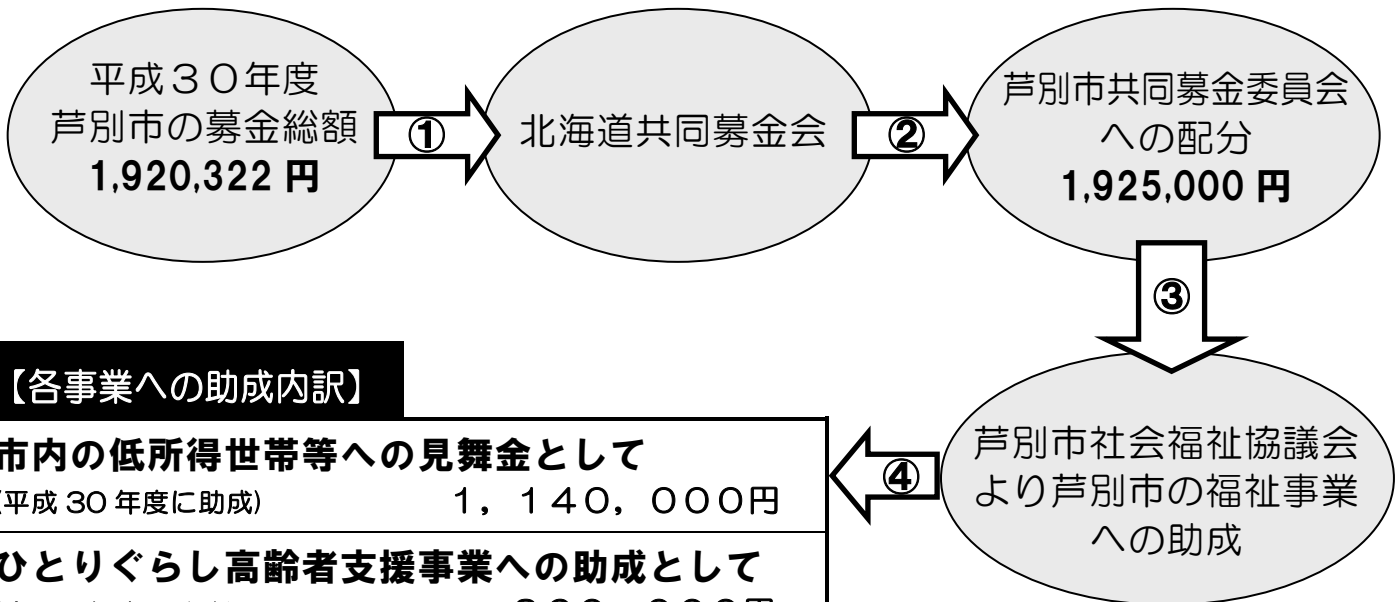 平成３０年度
芦別市の募金総額
1,920,322 円
①
北海道共同募金会
②
芦別市共同募金委員会
への配分
1,925,000 円
③
芦別市社会福祉協議会
より芦別市の福祉事業
への助成
④
【各事業への助成内訳】
市内の低所得世帯等への見舞金として
(平成 30 年度に助成) １，１４０，０００円
ひとりぐらし高齢者支援事業への助成として